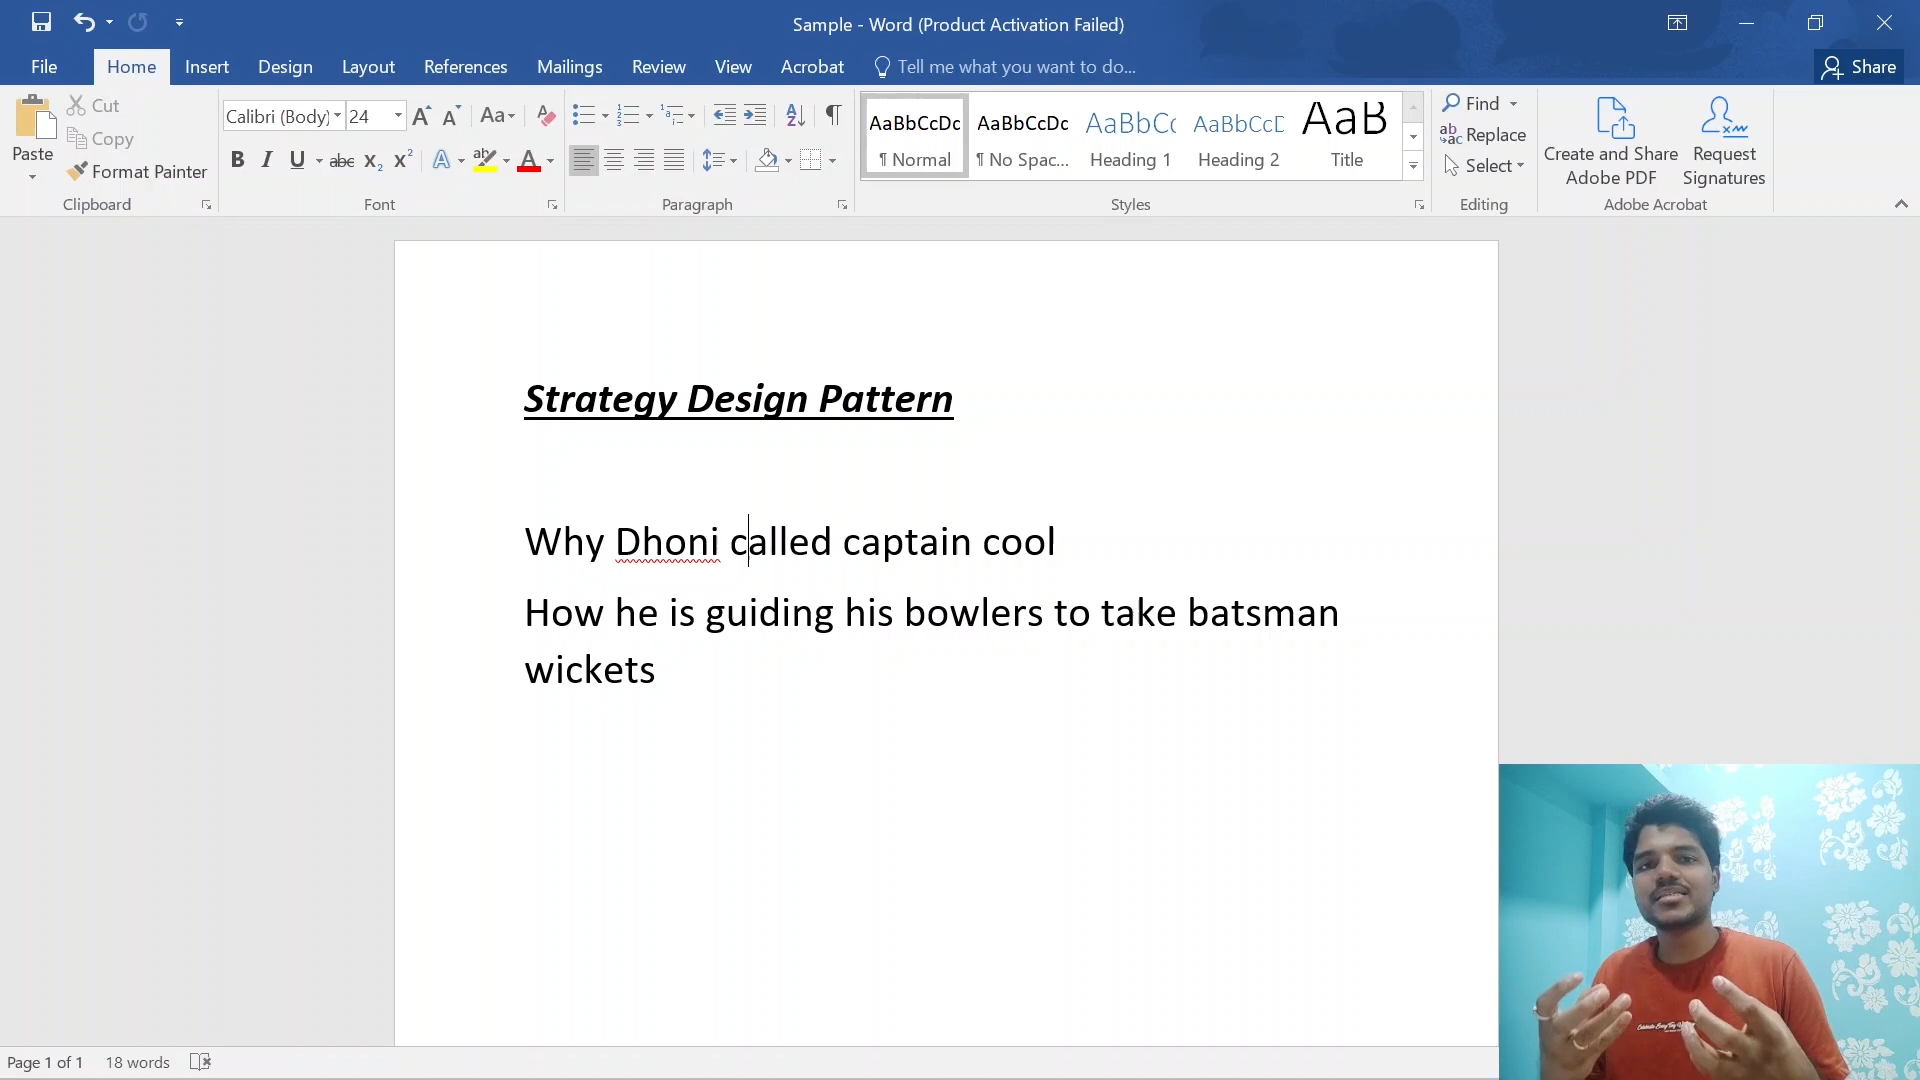 Sample - Word (Product Activation Failed)
File Home Insert Design Layout References Mailings Review View Acrobat Tell me what you want to do... Share
Paste
Cut
Copy
Format Painter
Clipboard
Calibri (Body) 24
Font
Paragraph
AaBbCcDc AaBbCcDc AaBbCc AaBbCcD AaB
¶ Normal ¶ No Spac... Heading 1 Heading 2 Title
Styles
Find
Replace
Select
Editing
Create and Share
Adobe PDF
Request
Signatures
Adobe Acrobat
Strategy Design Pattern
Why Dhoni called captain cool
How he is guiding his bowlers to take batsman
wickets
Page 1 of 1 18 words